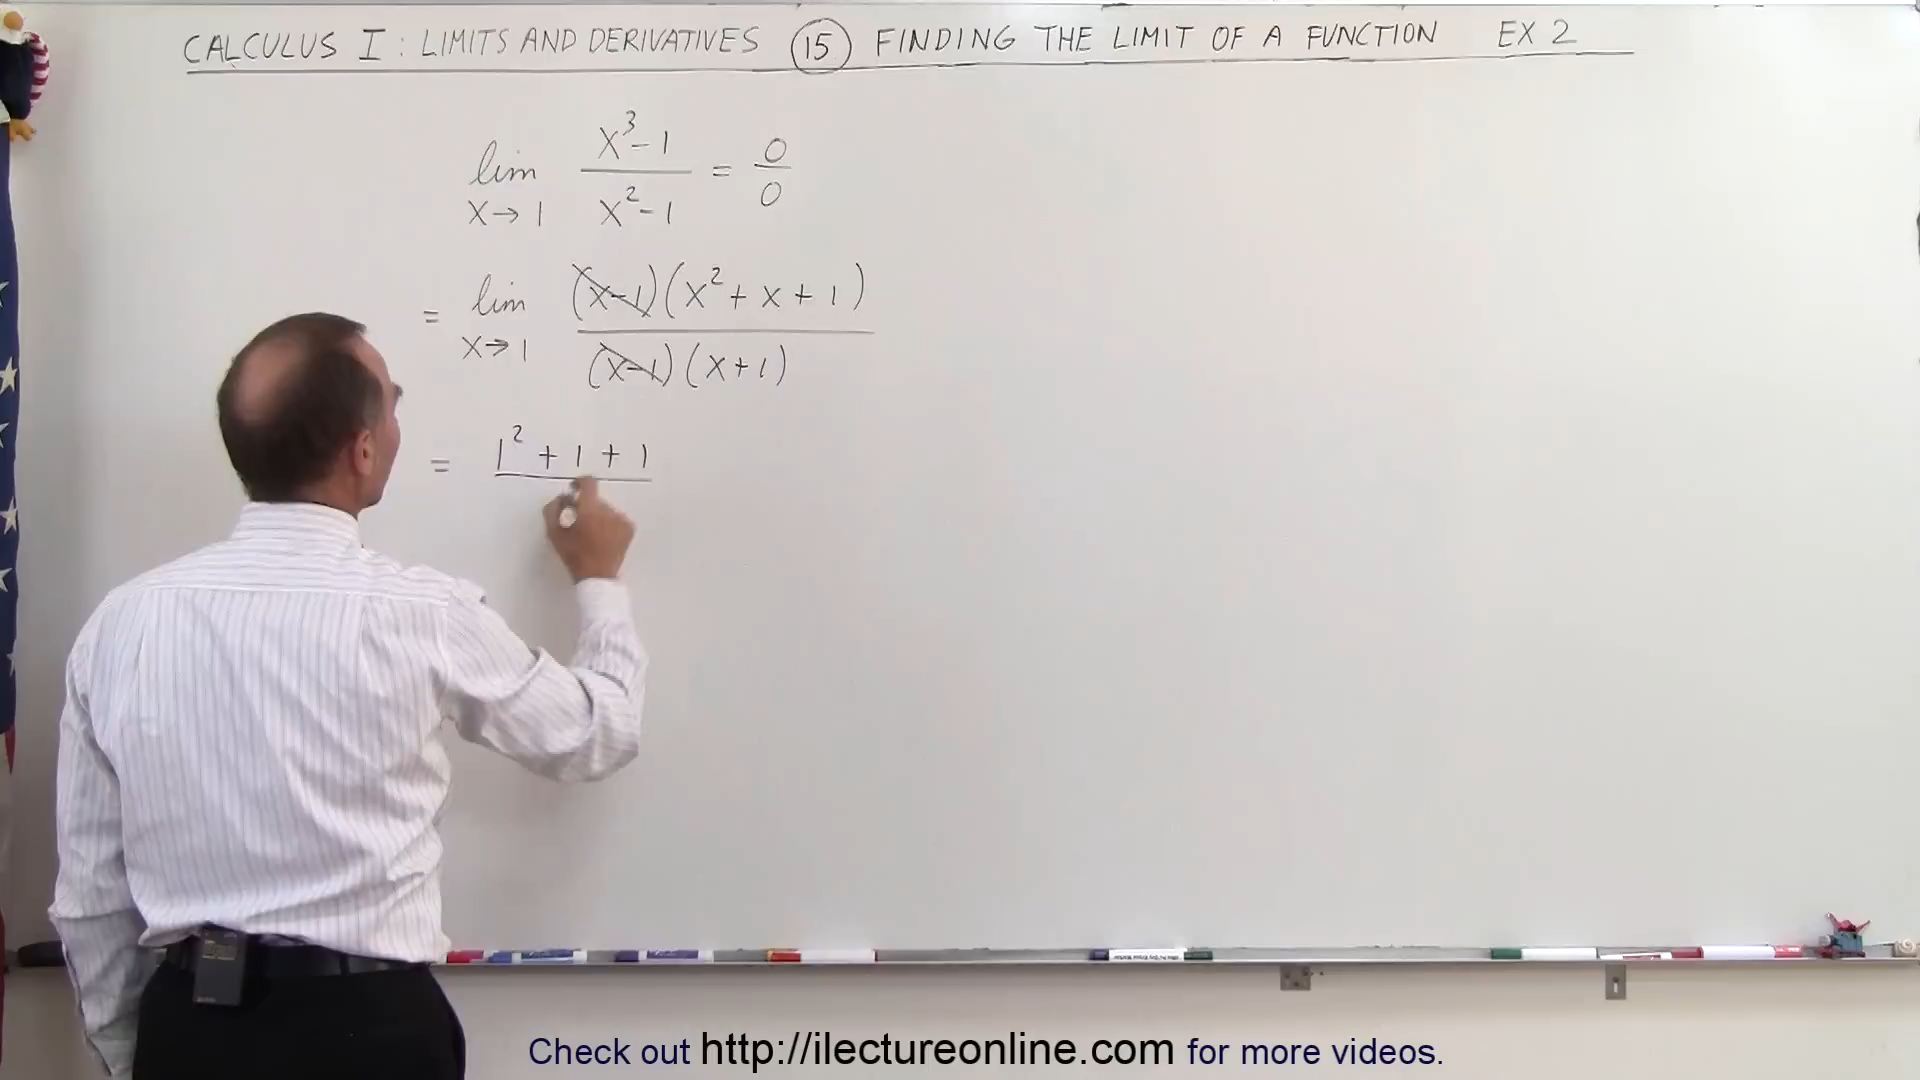 CALCULUS I: LIMITS AND DERIVATIVES (15) FINDING THE LIMIT OF A FUNCTION EX 2
lim x→1 (x³-1)/(x²-1) = 0/0
= lim x→1 (x-1)(x²+x+1)/(x-1)(x+1)
= 1²+1+1
Check out http://ilectureonline.com for more videos.